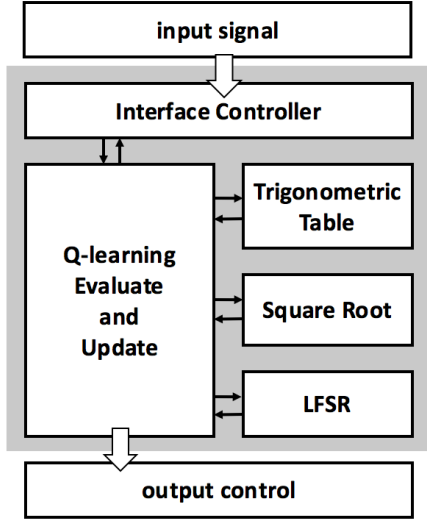 input signal
Interface Controller
Q-learning
Evaluate
and
Update
Trigonometric
Table
Square Root
LFSR
output control